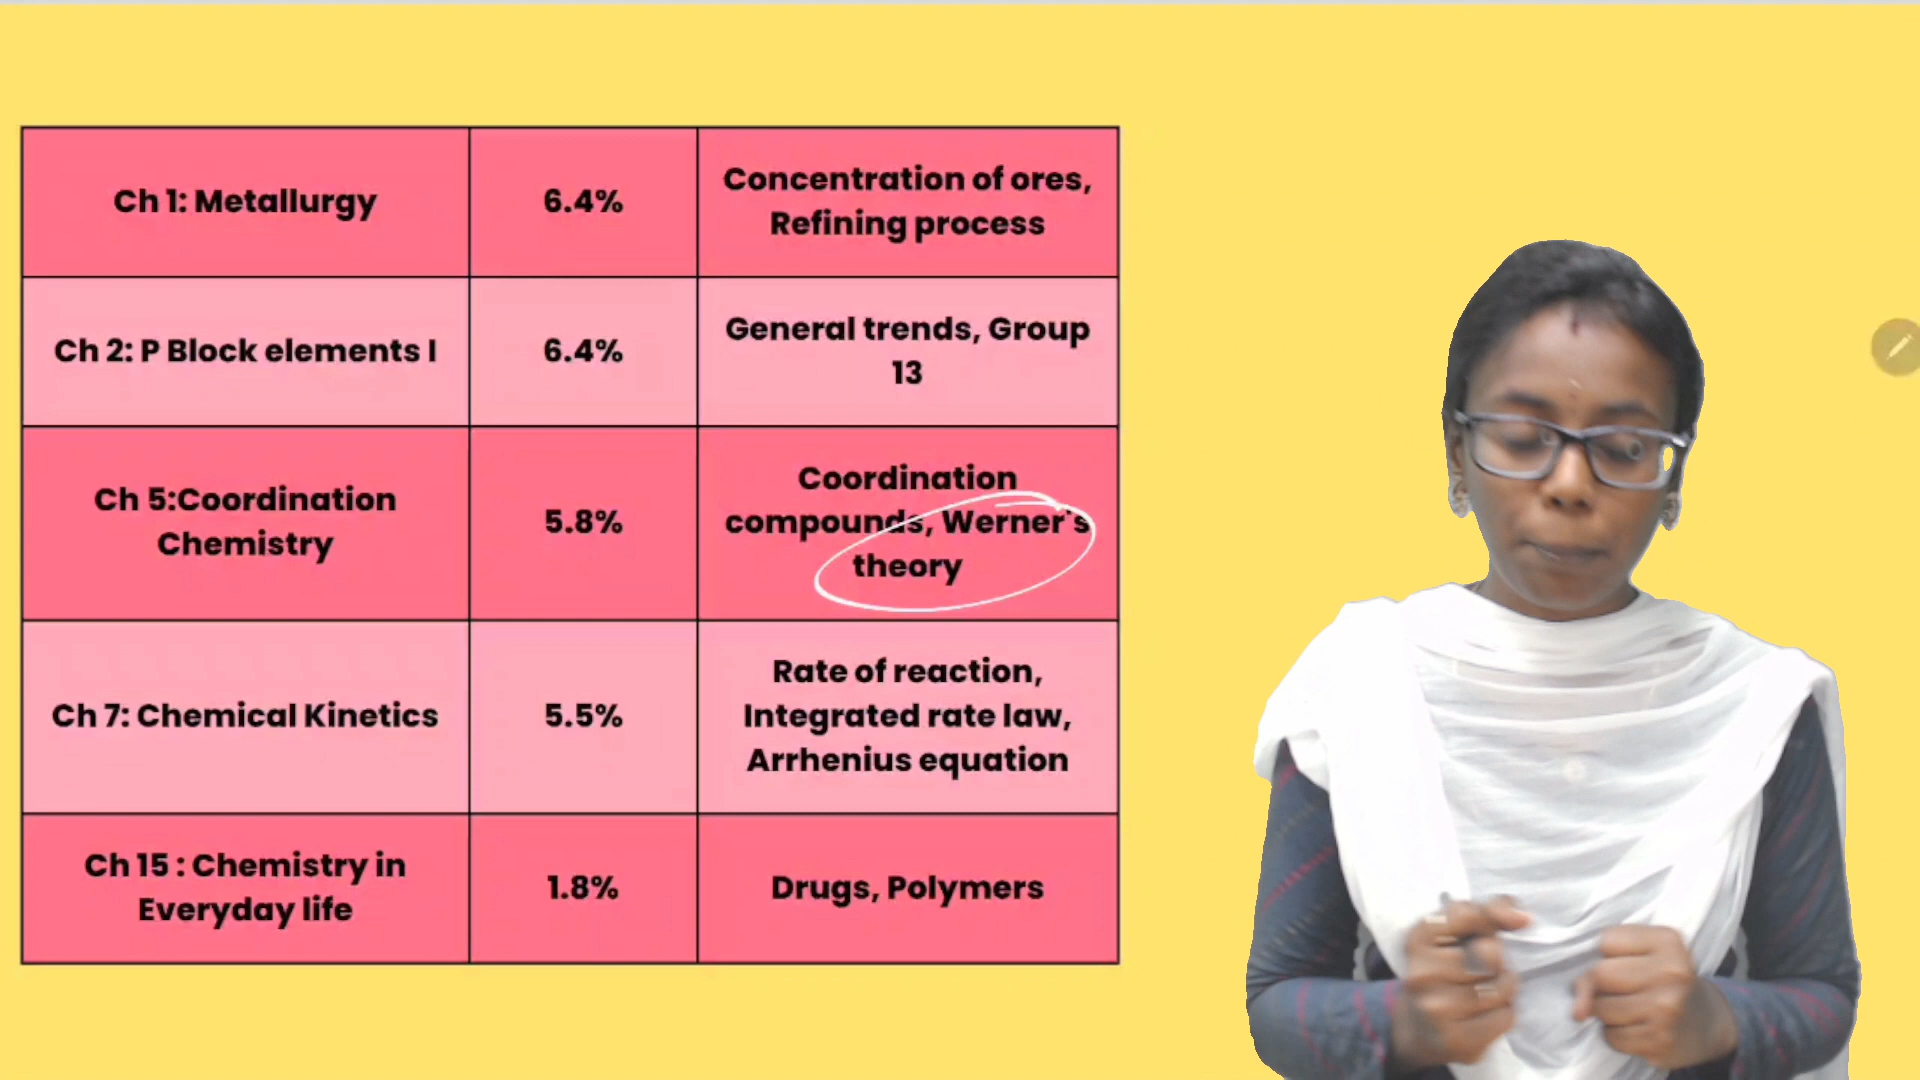 Ch 1: Metallurgy
6.4%
Concentration of ores,
Refining process
Ch 2: P Block elements I
6.4%
General trends, Group
13
Ch 5:Coordination
Chemistry
5.8%
Coordination
compounds, Werner's
theory
Ch 7: Chemical Kinetics
5.5%
Rate of reaction,
Integrated rate law,
Arrhenius equation
Ch 15 : Chemistry in
Everyday life
1.8%
Drugs, Polymers